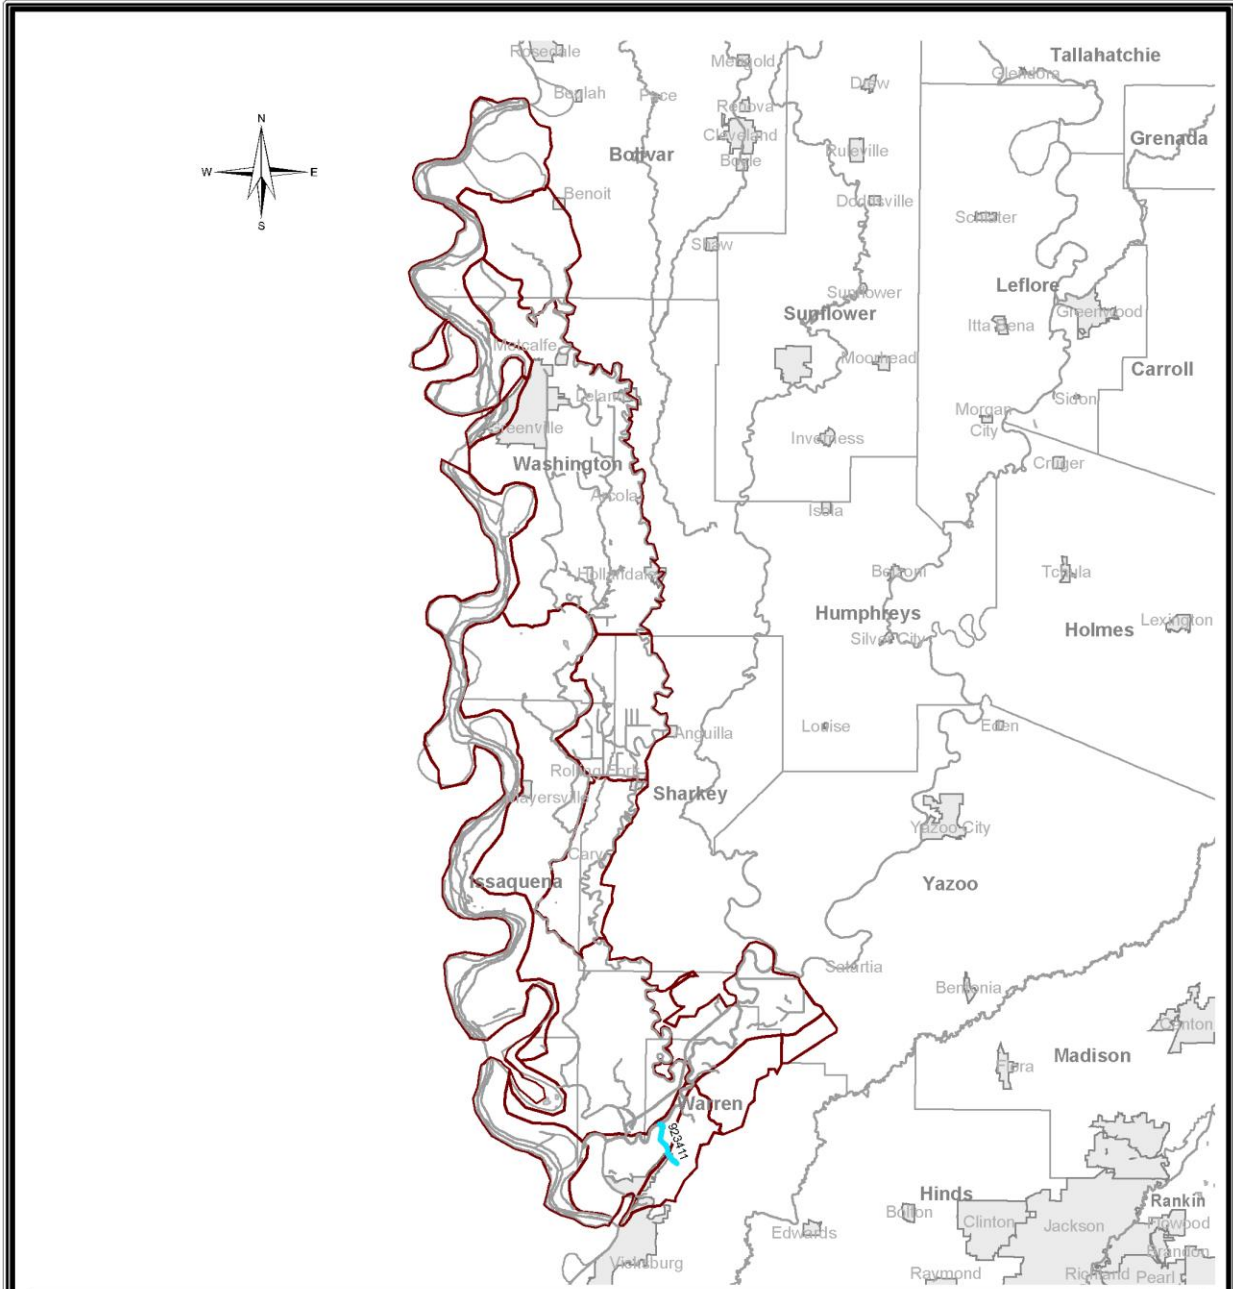 Rosedale
Merigold
Tallahatchie
Glendora
Beulah
Pace
Drew
Renova
N
Cleveland
Grenada
Bolivar
Boyle
Ruleville
W
E
Benoit
Doddsville
Schlater
S
Shaw
Leflore
Sunflower
Sunflower
Greenwood
Itta Bena
Metcalfe
Moorhead
Carroll
Leland
Sidon
Morgan
City
Greenville
Inverness
Washington
Cruger
Arcola
Isola
Hollandale
Belzoni
Tchula
Humphreys
Lexington
Silver City
Holmes
Anguilla
Louise
Eden
Rolling Fork
Mayersville
Sharkey
Yazoo City
Cary
Issaquena
Yazoo
Satartia
Bentonia
Canton
Madison
Flora
Warren
923411
Hinds
Rankin
Bolton
Clinton
Jackson
Flowood
Edwards
Brandon
Vicksburg
Raymond
Richland
Pearl